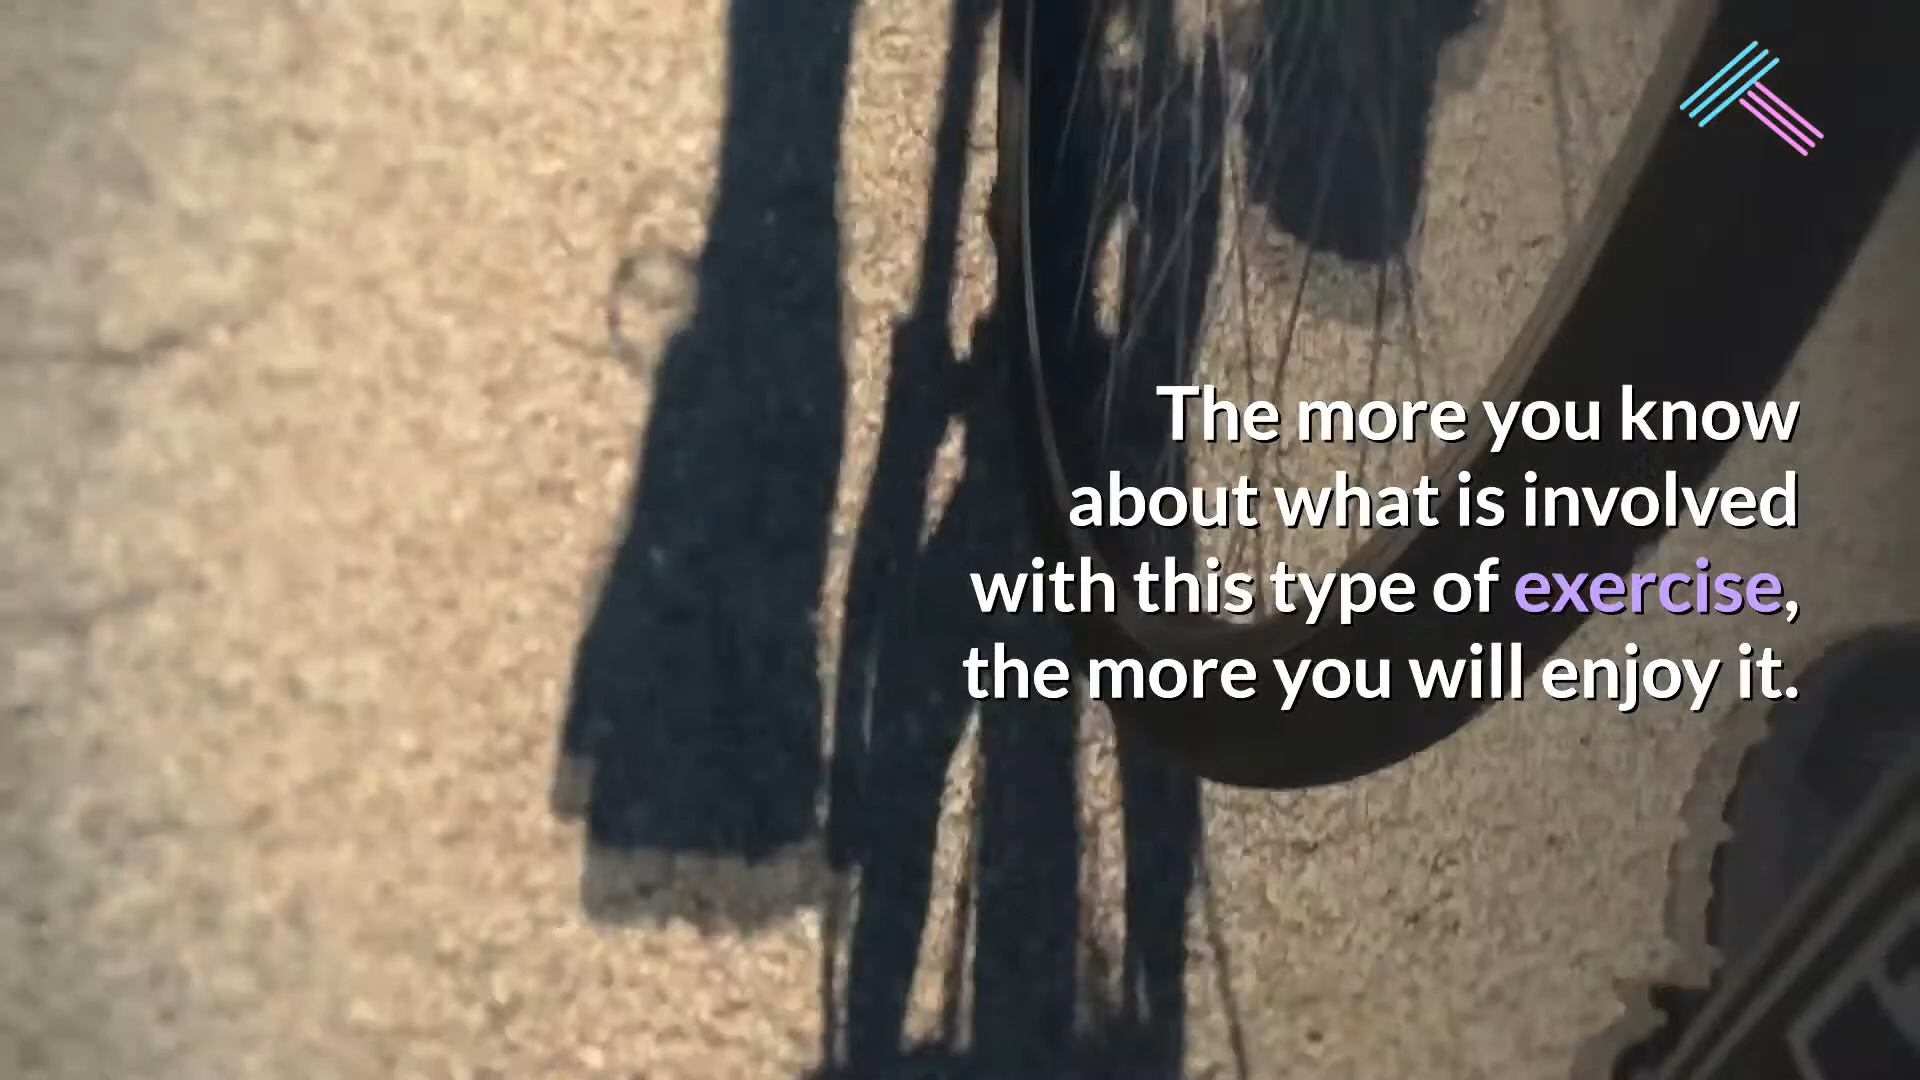 The more you know
about what is involved
with this type of exercise,
the more you will enjoy it.